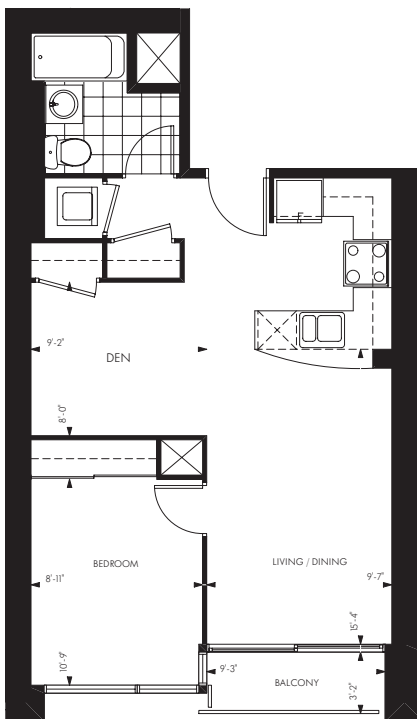 9'-2"
DEN
8'-0"
BEDROOM
8'-11"
10'-9"
LIVING / DINING
9'-7"
15'-4"
9'-3"
BALCONY
3'-2"